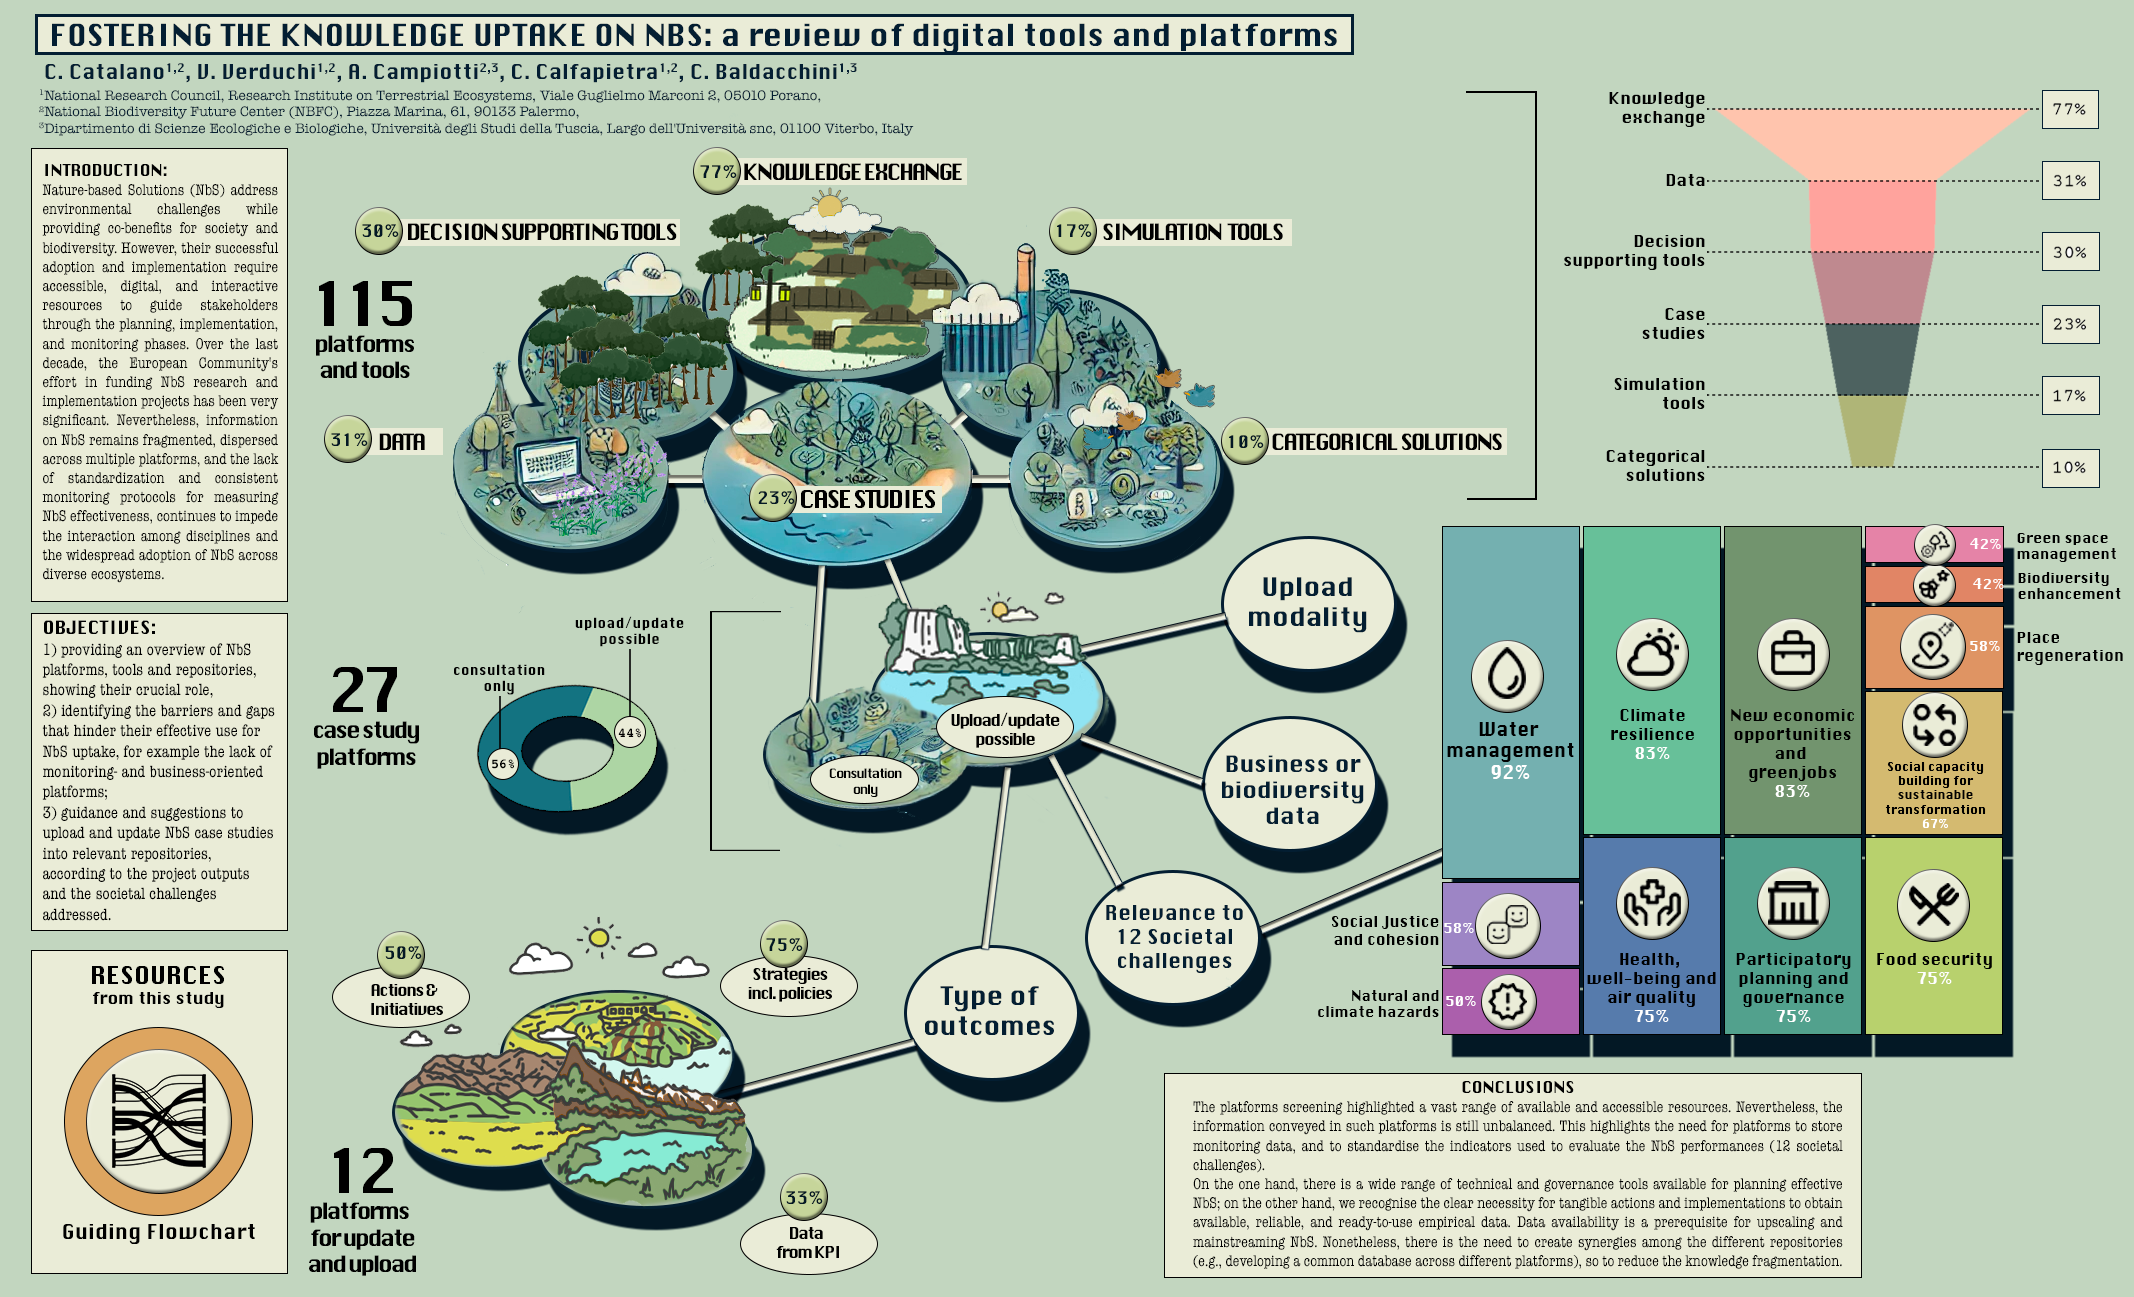 FOSTERING THE KNOWLEDGE UPTAKE ON NBS: a review of digital tools and platforms
C. Catalano1,2, V. Verduchi1,2, A. Campiotti2,3, C. Calfapietra1,2, C. Baldacchini1,3
1National Research Council, Research Institute on Terrestrial Ecosystems, Viale Guglielmo Marconi 2, 05010 Porano,
2National Biodiversity Future Center (NBFC), Piazza Marina, 61, 90133 Palermo,
3Dipartimento di Scienze Ecologiche e Biologiche, Università degli Studi della Tuscia, Largo dell'Università snc, 01100 Viterbo, Italy
INTRODUCTION:
Nature-based Solutions (NbS) address
environmental challenges while
providing co-benefits for society and
biodiversity. However, their successful
adoption and implementation require
accessible, digital, and interactive
resources to guide stakeholders
through the planning, implementation,
and monitoring phases. Over the last
decade, the European Community's
effort in funding NbS research and
implementation projects has been very
significant. Nevertheless, information
on NbS remains fragmented, dispersed
across multiple platforms, and the lack
of standardization and consistent
monitoring protocols for measuring
NbS effectiveness, continues to impede
the interaction among disciplines and
the widespread adoption of NbS across
diverse ecosystems.
OBJECTIVES:
1) providing an overview of NbS
platforms, tools and repositories,
showing their crucial role,
2) identifying the barriers and gaps
that hinder their effective use for
NbS uptake, for example the lack of
monitoring- and business-oriented
platforms;
3) guidance and suggestions to
upload and update NbS case studies
into relevant repositories,
according to the project outputs
and the societal challenges
addressed.
RESOURCES
from this study
Guiding Flowchart
115
platforms
and tools
77% KNOWLEDGE EXCHANGE
30% DECISION SUPPORTING TOOLS
17% SIMULATION TOOLS
31% DATA
10% CATEGORICAL SOLUTIONS
23% CASE STUDIES
Knowledge
exchange
77%
Data
31%
Decision
supporting tools
30%
Case
studies
23%
Simulation
tools
17%
Categorical
solutions
10%
27
case study
platforms
upload/update
possible
consultation
only
44%
56%
Upload/update
possible
Consultation
only
Upload
modality
Business or
biodiversity
data
Relevance to
12 Societal
challenges
Type of
outcomes
12
platforms
for update
and upload
50%
Actions &
Initiatives
75%
Strategies
incl. policies
33%
Data
from KPI
Water
management
92%
Climate
resilience
83%
New economic
opportunities
and
green jobs
83%
42%
Green space
management
42%
Biodiversity
enhancement
58%
Place
regeneration
Social capacity
building for
sustainable
transformation
67%
Social Justice
and cohesion
58%
Natural and
climate hazards
50%
Health,
well-being and
air quality
75%
Participatory
planning and
governance
75%
Food security
75%
CONCLUSIONS
The platforms screening highlighted a vast range of available and accessible resources. Nevertheless, the
information conveyed in such platforms is still unbalanced. This highlights the need for platforms to store
monitoring data, and to standardise the indicators used to evaluate the NbS performances (12 societal
challenges).
On the one hand, there is a wide range of technical and governance tools available for planning effective
NbS; on the other hand, we recognise the clear necessity for tangible actions and implementations to obtain
available, reliable, and ready-to-use empirical data. Data availability is a prerequisite for upscaling and
mainstreaming NbS. Nonetheless, there is the need to create synergies among the different repositories
(e.g., developing a common database across different platforms), so to reduce the knowledge fragmentation.